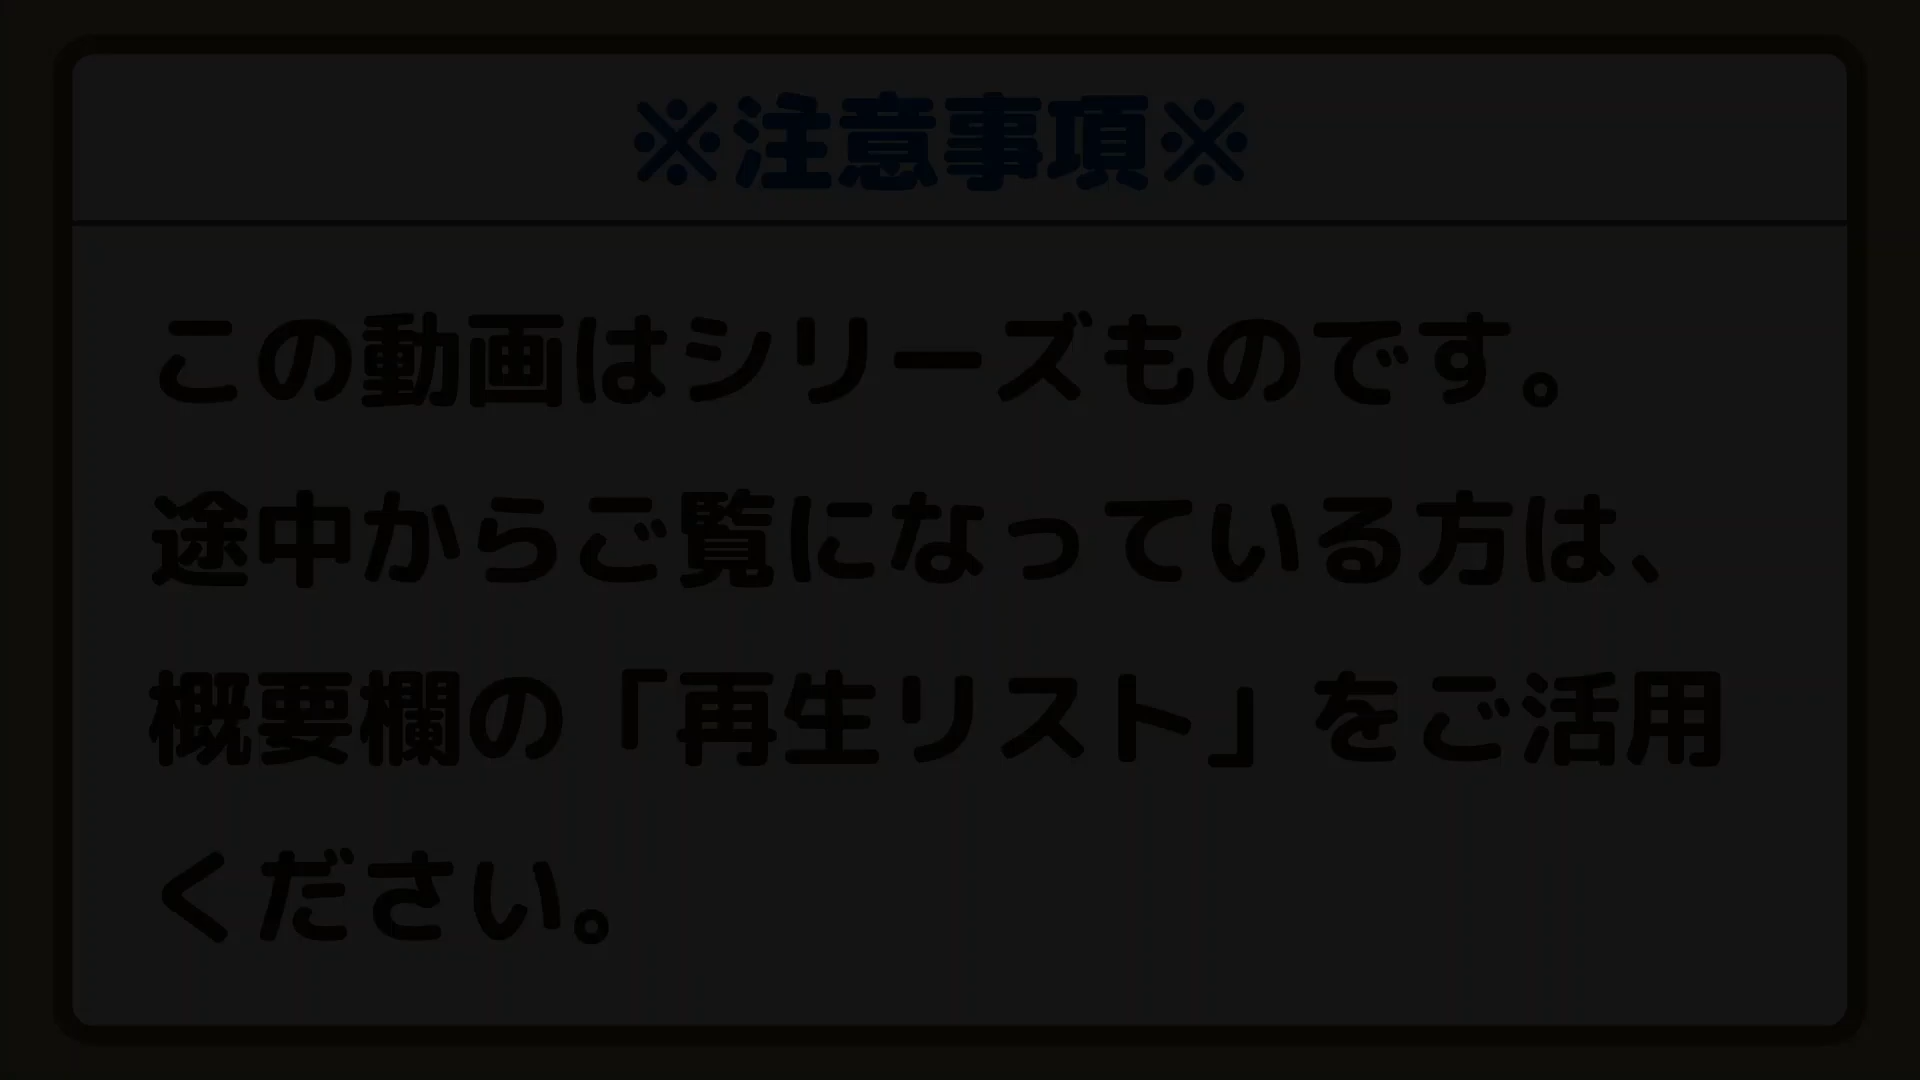 ※注意事項※
この動画はシリーズものです。
途中からご覧になっている方は、
概要欄の「再生リスト」をご活用
ください。